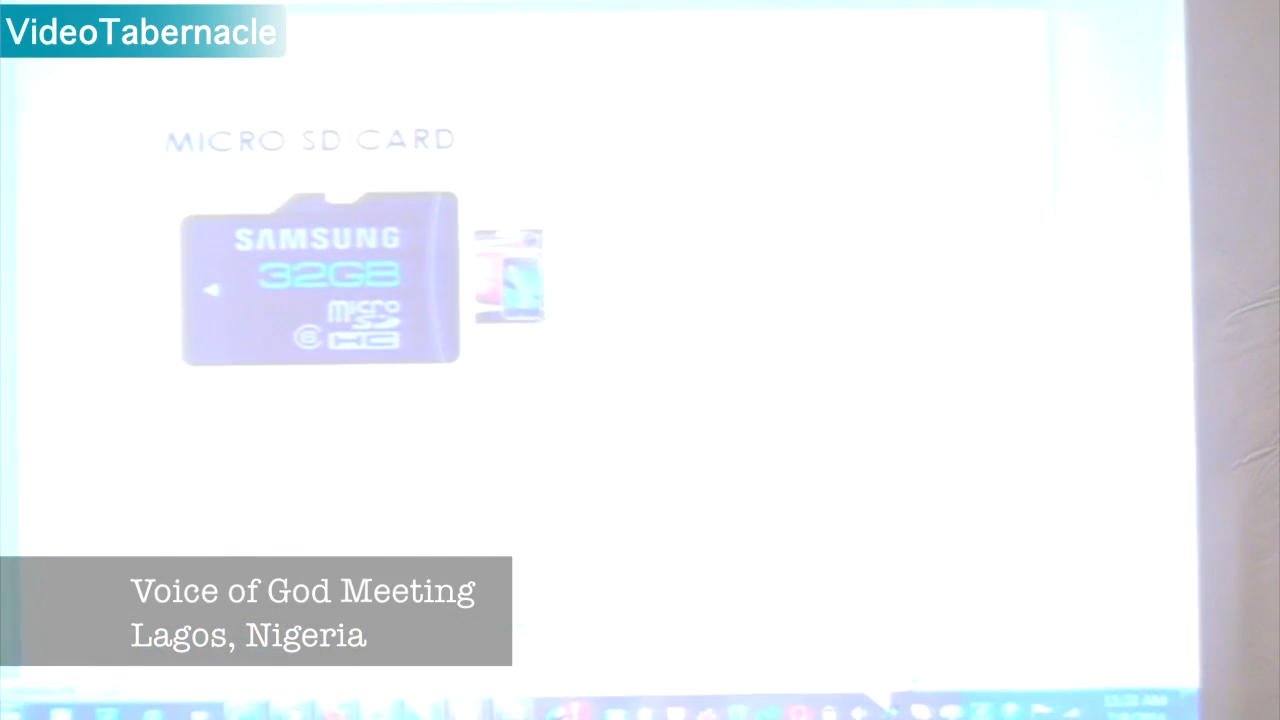 VideoTabernacle
MICRO SD CARD
SAMSUNG
32GB
micro
SD
HC
Voice of God Meeting
Lagos, Nigeria